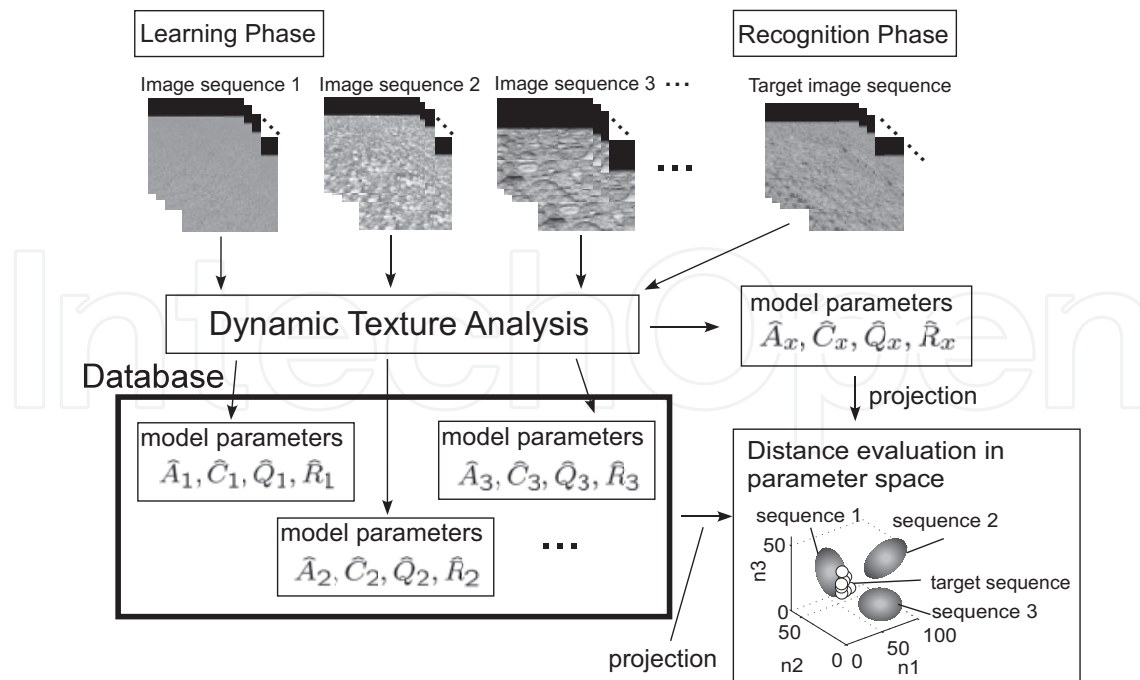 Learning Phase
Recognition Phase
Image sequence 1
Image sequence 2
Image sequence 3 ...
Target image sequence
...
Dynamic Texture Analysis
model parameters
Â_x, Ĉ_x, Q̂_x, R̂_x
Database
projection
model parameters
Â_1, Ĉ_1, Q̂_1, R̂_1
model parameters
Â_3, Ĉ_3, Q̂_3, R̂_3
model parameters
Â_2, Ĉ_2, Q̂_2, R̂_2
...
projection
Distance evaluation in
parameter space
sequence 1
sequence 2
target sequence
sequence 3
50
n3
0
50
n2
0
0
50
n1
100
IntechOpen